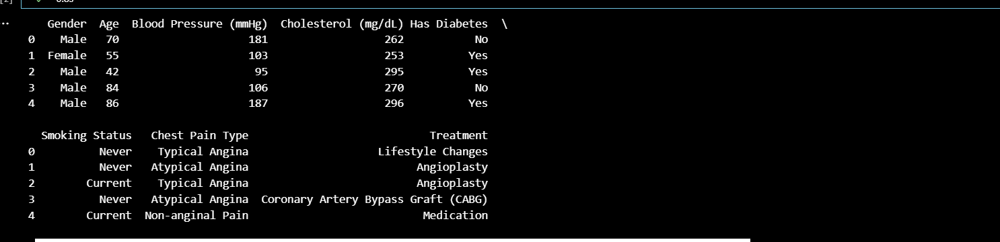 Gender Age Blood Pressure (mmHg) Cholesterol (mg/dL) Has Diabetes \
0 Male 70 181 262 No
1 Female 55 103 253 Yes
2 Male 42 95 295 Yes
3 Male 84 106 270 No
4 Male 86 187 296 Yes
Smoking Status Chest Pain Type Treatment
0 Never Typical Angina Lifestyle Changes
1 Never Atypical Angina Angioplasty
2 Current Typical Angina Angioplasty
3 Never Atypical Angina Coronary Artery Bypass Graft (CABG)
4 Current Non-anginal Pain Medication